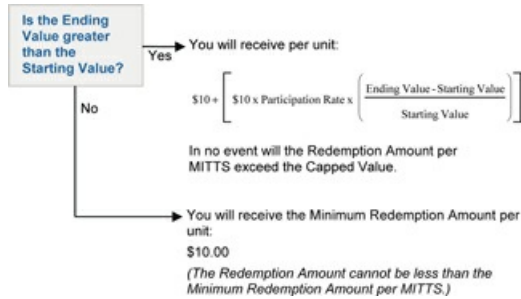 Is the Ending
Value greater
than the
Starting Value?
Yes
You will receive per unit:
$10 + [ $10 x Participation Rate x ( Ending Value - Starting Value
Starting Value ) ]
In no event will the Redemption Amount per
MITTS exceed the Capped Value.
No
You will receive the Minimum Redemption Amount per
unit:
$10.00
(The Redemption Amount cannot be less than the
Minimum Redemption Amount per MITTS.)